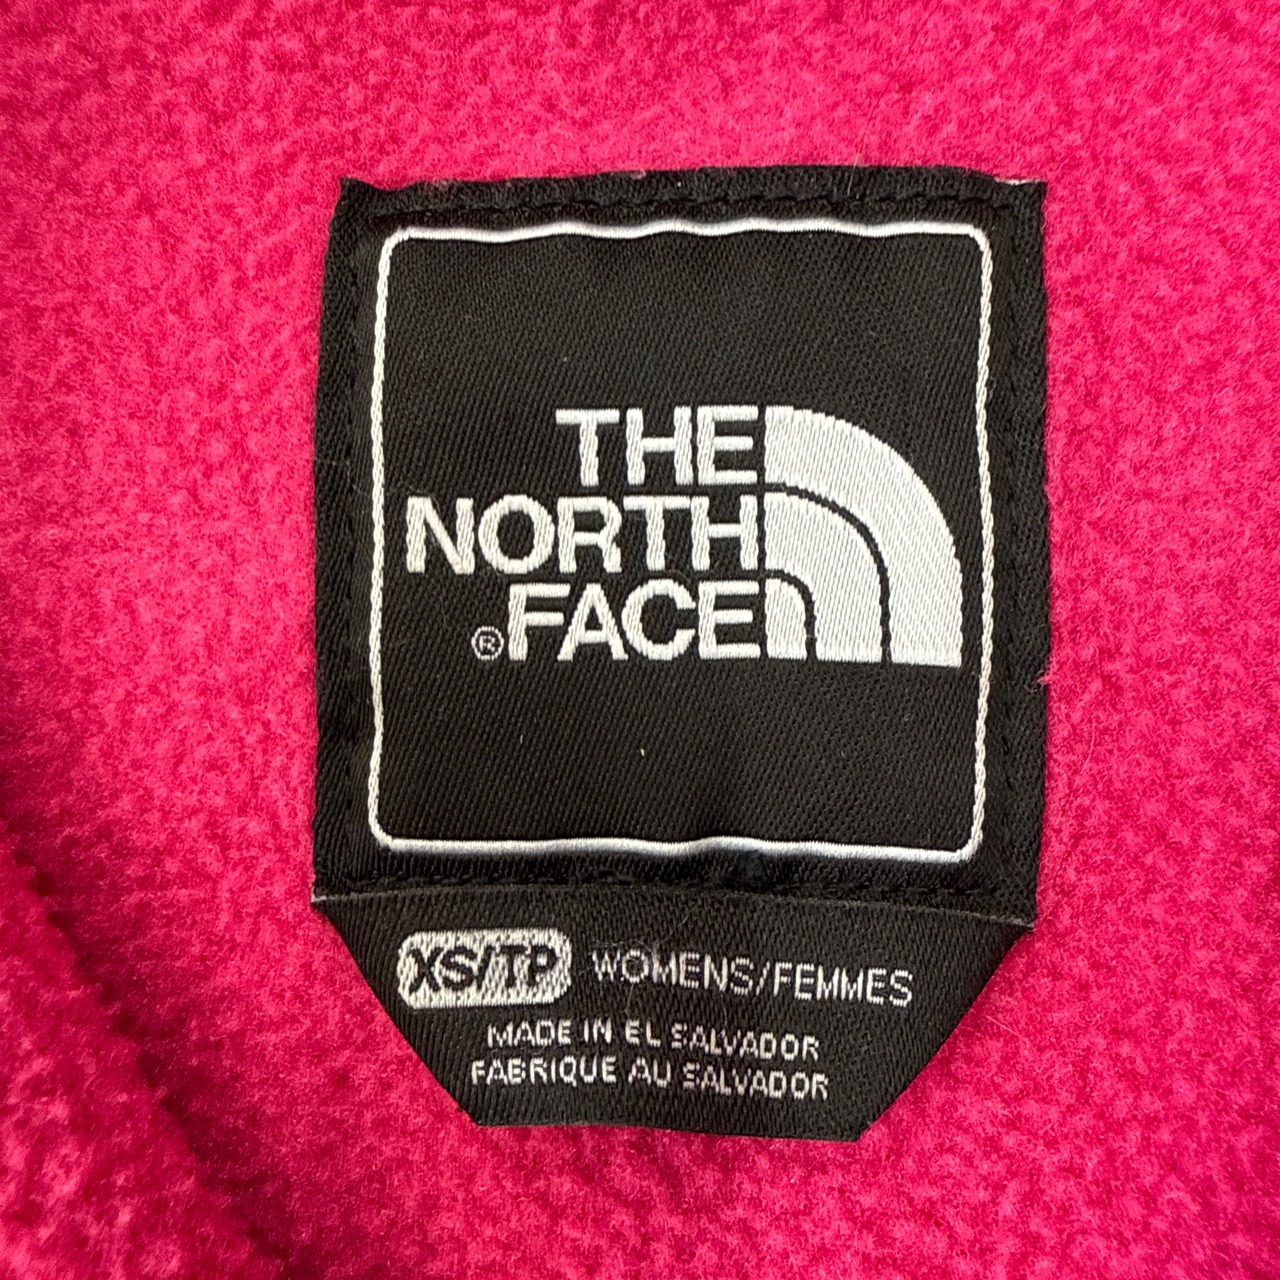 THE
NORTH
®FACE
XS/TP WOMENS/FEMMES
MADE IN EL SALVADOR
FABRIQUE AU SALVADOR